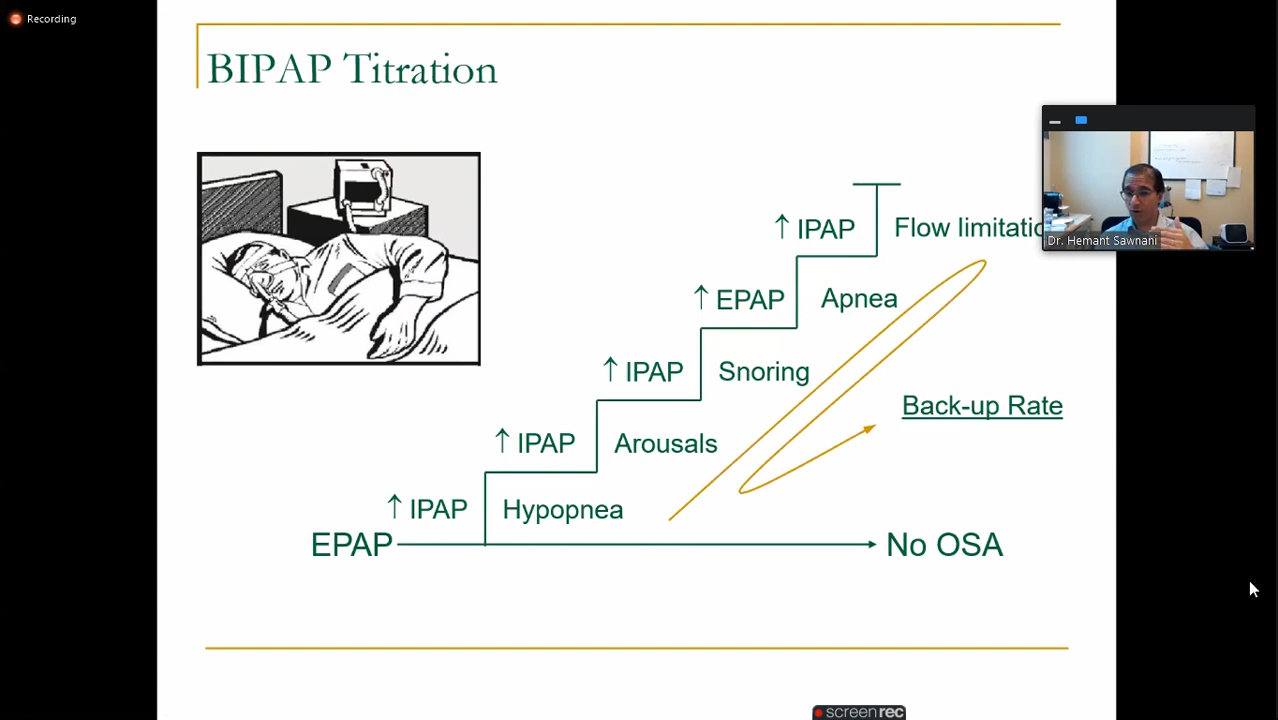 Recording
BIPAP Titration
↑ IPAP
Flow limitatio
Dr. Hemant Sawnani
↑ EPAP
Apnea
↑ IPAP
Snoring
Back-up Rate
↑ IPAP
Arousals
↑ IPAP
Hypopnea
EPAP
No OSA
screenrec